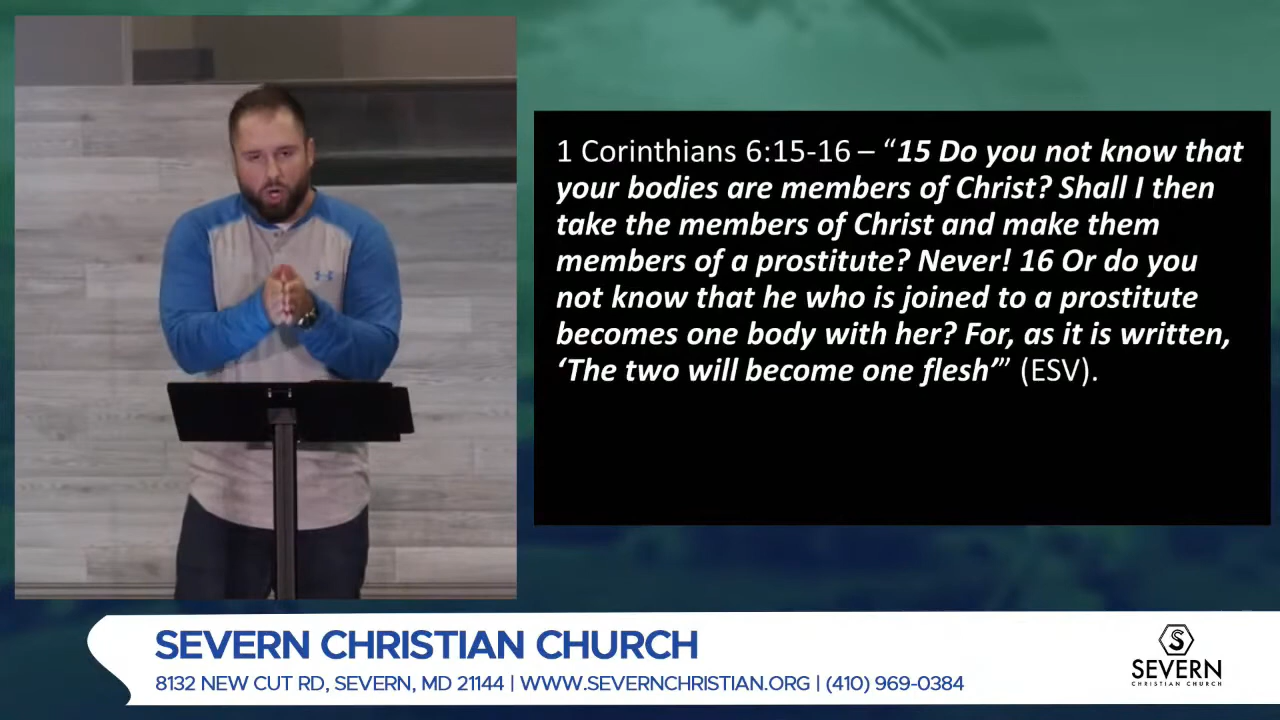 1 Corinthians 6:15-16 – “15 Do you not know that
your bodies are members of Christ? Shall I then
take the members of Christ and make them
members of a prostitute? Never! 16 Or do you
not know that he who is joined to a prostitute
becomes one body with her? For, as it is written,
‘The two will become one flesh’” (ESV).
SEVERN CHRISTIAN CHURCH
8132 NEW CUT RD, SEVERN, MD 21144 | WWW.SEVERNCHRISTIAN.ORG | (410) 969-0384
S
SEVERN
CHRISTIAN CHURCH